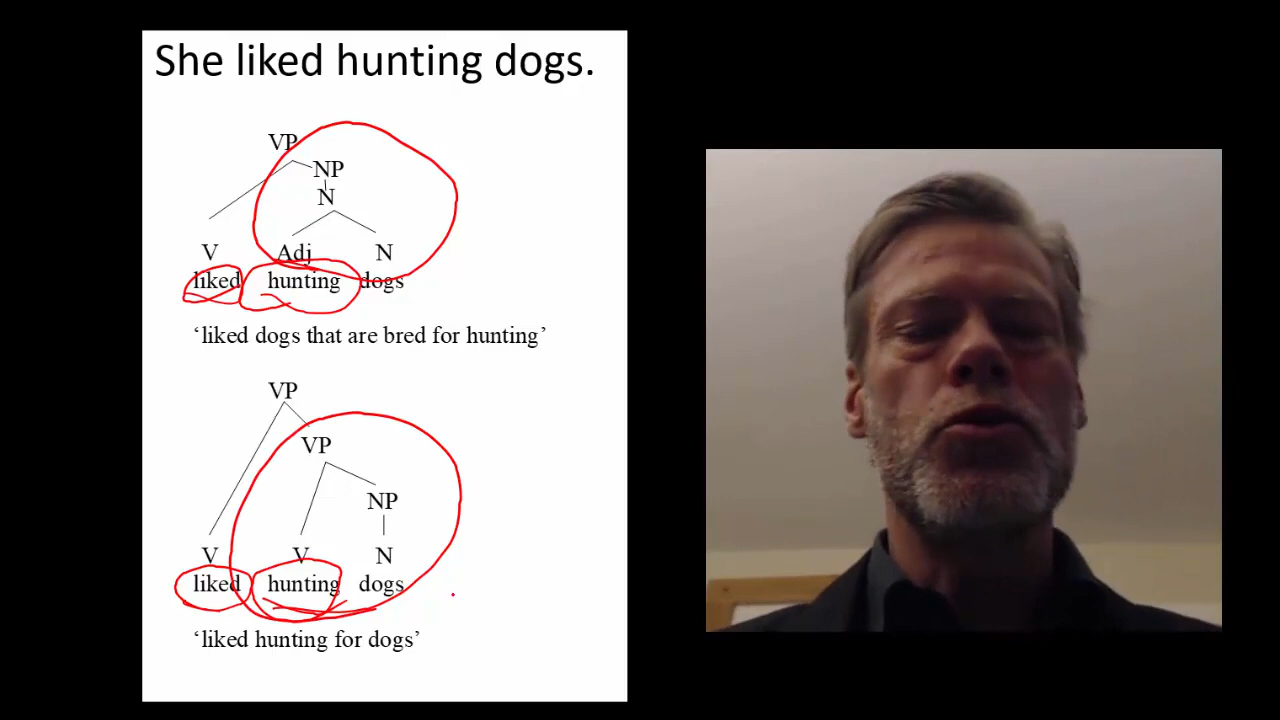 She liked hunting dogs.
VP
NP
N
V Adj N
liked hunting dogs
‘liked dogs that are bred for hunting’
VP
VP
NP
V V N
liked hunting dogs
‘liked hunting for dogs’